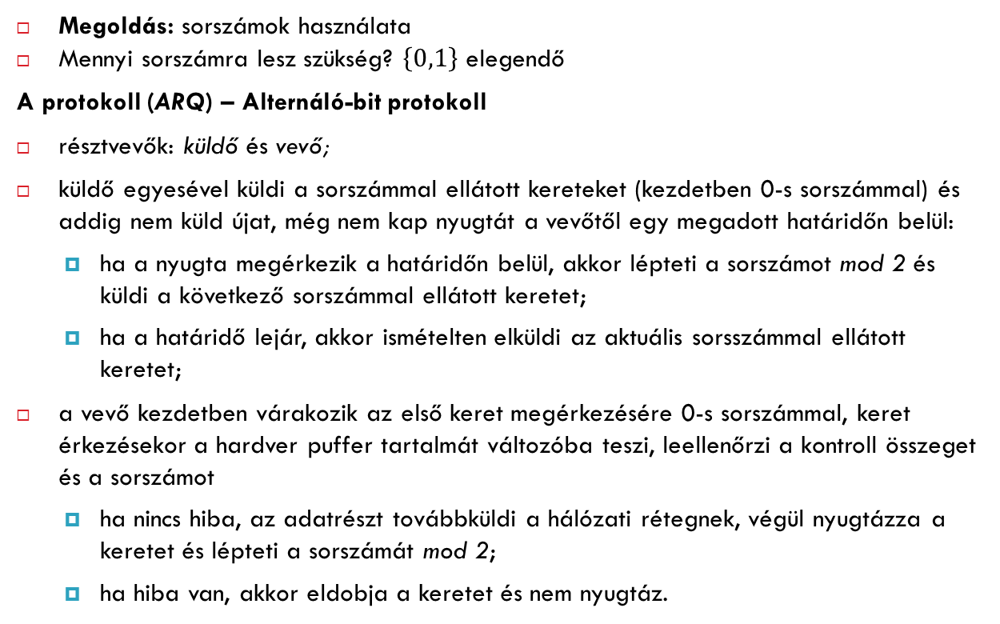 Megoldás: sorszámok használata
Mennyi sorszámra lesz szükség? {0,1} elegendő
A protokoll (ARQ) – Alternáló-bit protokoll
résztvevők: küldő és vevő;
küldő egyesével küldi a sorszámmal ellátott kereteket (kezdetben 0-s sorszámmal) és
addig nem küld újat, még nem kap nyugtát a vevőtől egy megadott határidőn belül:
ha a nyugta megérkezik a határidőn belül, akkor lépteti a sorszámot mod 2 és
küldi a következő sorszámmal ellátott keretet;
ha a határidő lejár, akkor ismételten elküldi az aktuális sorsszámmal ellátott
keretet;
a vevő kezdetben várakozik az első keret megérkezésére 0-s sorszámmal, keret
érkezésekor a hardver puffer tartalmát változóba teszi, leellenőrzi a kontroll összeget
és a sorszámot
ha nincs hiba, az adatrészt továbbküldi a hálózati rétegnek, végül nyugtázza a
keretet és lépteti a sorszámát mod 2;
ha hiba van, akkor eldobja a keretet és nem nyugtáz.